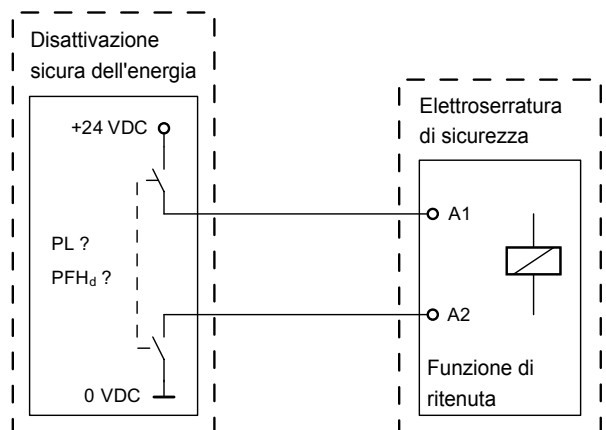 Disattivazione
sicura dell'energia
+24 VDC
PL ?
PFHd ?
0 VDC
Elettroserratura
di sicurezza
A1
A2
Funzione di
ritenuta